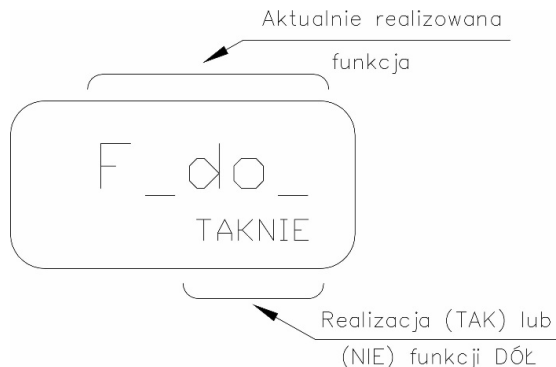 Aktualnie realizowana
funkcja
F_do_
TAKNIE
Realizacja (TAK) lub
(NIE) funkcji DÓŁ